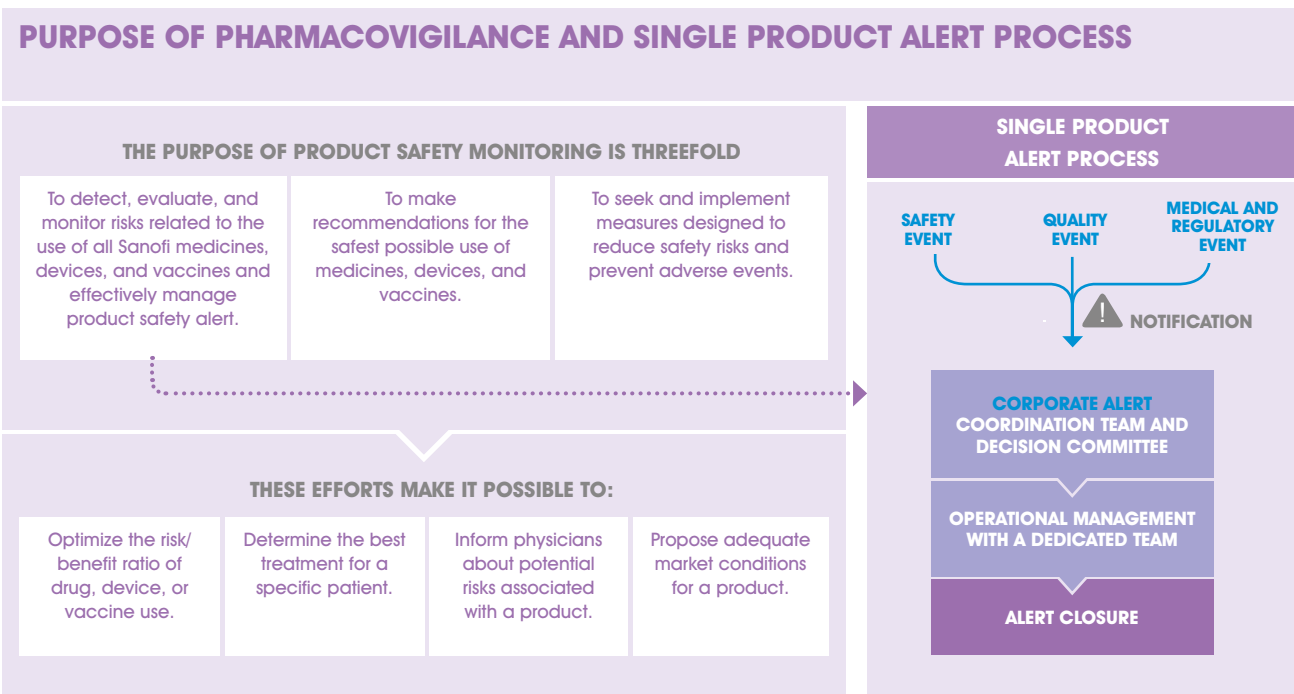 PURPOSE OF PHARMACOVIGILANCE AND SINGLE PRODUCT ALERT PROCESS
THE PURPOSE OF PRODUCT SAFETY MONITORING IS THREEFOLD
To detect, evaluate, and
monitor risks related to the
use of all Sanofi medicines,
devices, and vaccines and
effectively manage
product safety alert.
To make
recommendations for the
safest possible use of
medicines, devices, and
vaccines.
To seek and implement
measures designed to
reduce safety risks and
prevent adverse events.
THESE EFFORTS MAKE IT POSSIBLE TO:
Optimize the risk/
benefit ratio of
drug, device, or
vaccine use.
Determine the best
treatment for a
specific patient.
Inform physicians
about potential
risks associated
with a product.
Propose adequate
market conditions
for a product.
SINGLE PRODUCT
ALERT PROCESS
SAFETY
EVENT
QUALITY
EVENT
MEDICAL AND
REGULATORY
EVENT
!
NOTIFICATION
CORPORATE ALERT
COORDINATION TEAM AND
DECISION COMMITTEE
OPERATIONAL MANAGEMENT
WITH A DEDICATED TEAM
ALERT CLOSURE